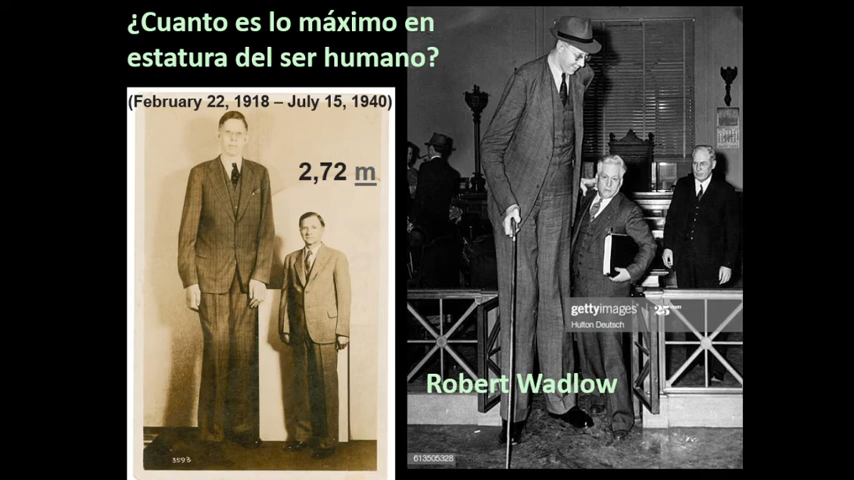 ¿Cuanto es lo máximo en
estatura del ser humano?
(February 22, 1918 – July 15, 1940)
2,72 m
3593
gettyimages
Hulton Deutsch
Robert Wadlow
613505328